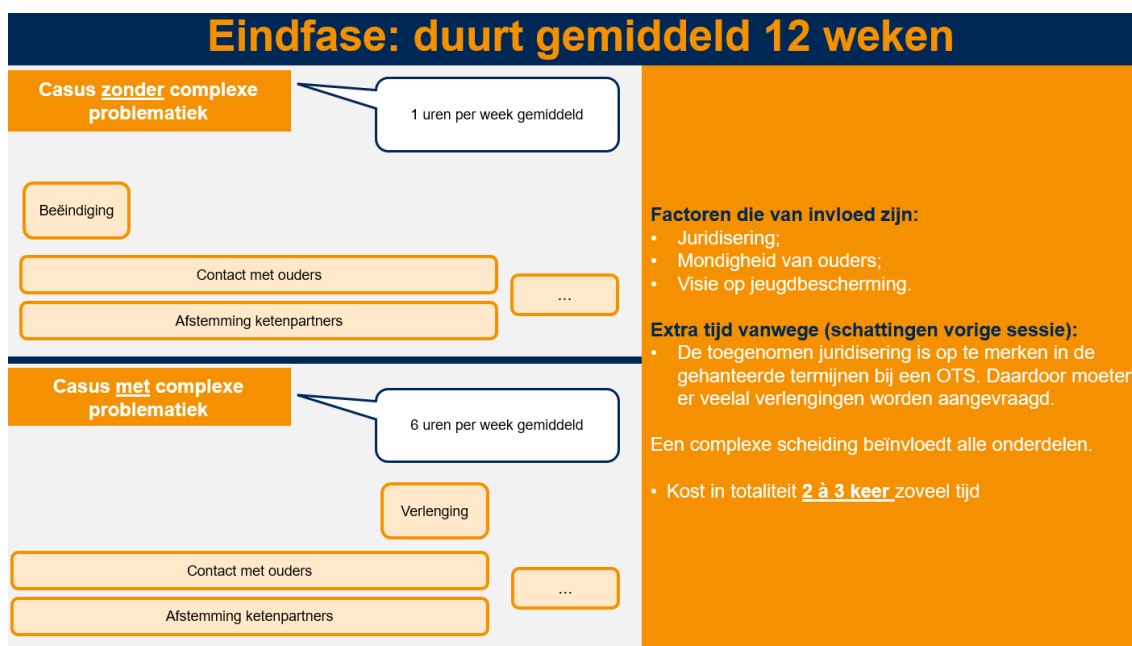 Eindfase: duurt gemiddeld 12 weken
Casus zonder complexe
problematiek
1 uren per week gemiddeld
Beëindiging
Contact met ouders
...
Afstemming ketenpartners
Casus met complexe
problematiek
6 uren per week gemiddeld
Verlenging
Contact met ouders
...
Afstemming ketenpartners
Factoren die van invloed zijn:
• Juridisering;
• Mondigheid van ouders;
• Visie op jeugdbescherming.
Extra tijd vanwege (schattingen vorige sessie):
• De toegenomen juridisering is op te merken in de
gehanteerde termijnen bij een OTS. Daardoor moeten
er veelal verlengingen worden aangevraagd.
Een complexe scheiding beïnvloedt alle onderdelen.
• Kost in totaliteit 2 à 3 keer zoveel tijd